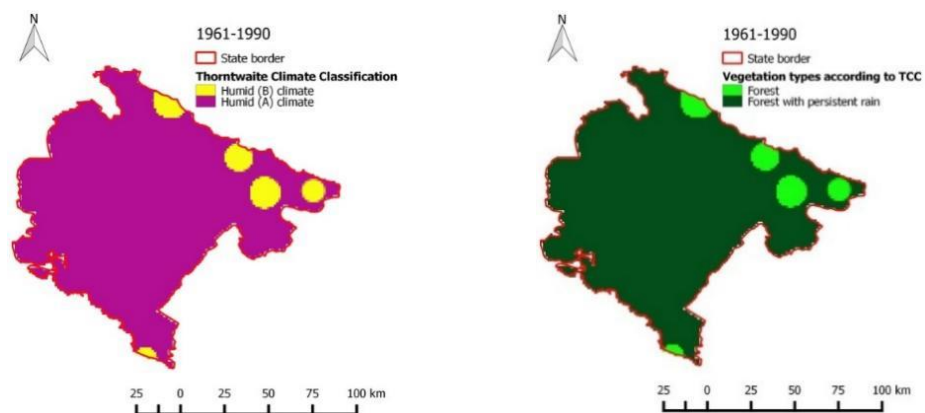 N
1961-1990
State border
Thorntwaite Climate Classification
Humid (B) climate
Humid (A) climate
25 0 25 50 75 100 km
N
1961-1990
State border
Vegetation types according to TCC
Forest
Forest with persistent rain
25 0 25 50 75 100 km